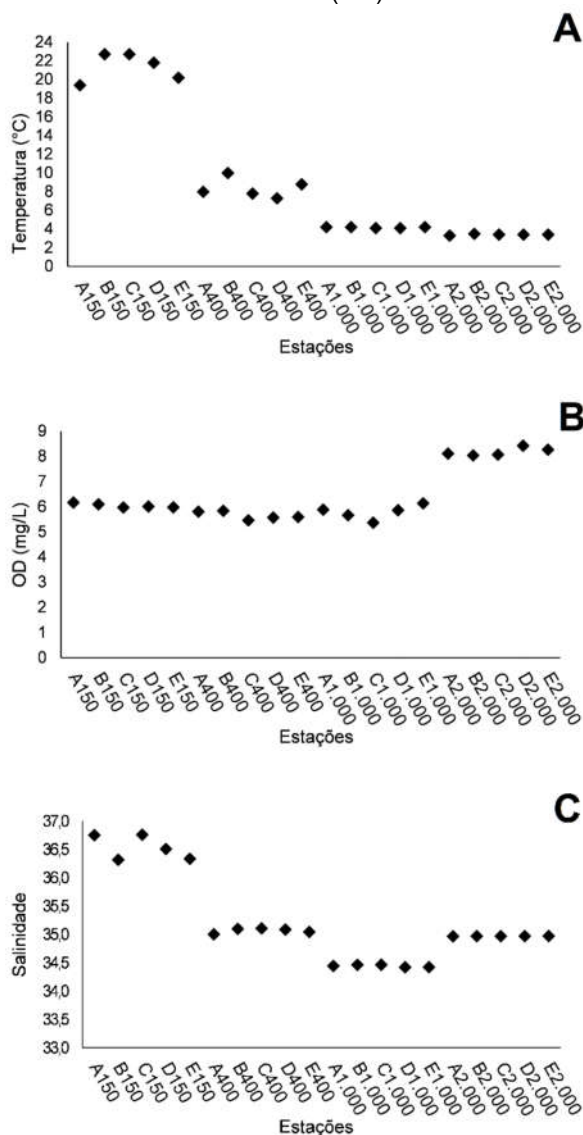 A
24
22
20
18
16
14
12
10
8
6
4
2
0
Temperatura (°C)
A150
B150
C150
D150
E150
A400
B400
C400
D400
E400
A1.000
B1.000
C1.000
D1.000
E1.000
A2.000
B2.000
C2.000
D2.000
E2.000
Estações
B
9
8
7
6
5
4
3
2
1
0
OD (mg/L)
A150
B150
C150
D150
E150
A400
B400
C400
D400
E400
A1.000
B1.000
C1.000
D1.000
E1.000
A2.000
B2.000
C2.000
D2.000
E2.000
Estações
C
37,0
36,5
36,0
35,5
35,0
34,5
34,0
33,5
33,0
Salinidade
A150
B150
C150
D150
E150
A400
B400
C400
D400
E400
A1.000
B1.000
C1.000
D1.000
E1.000
A2.000
B2.000
C2.000
D2.000
E2.000
Estações